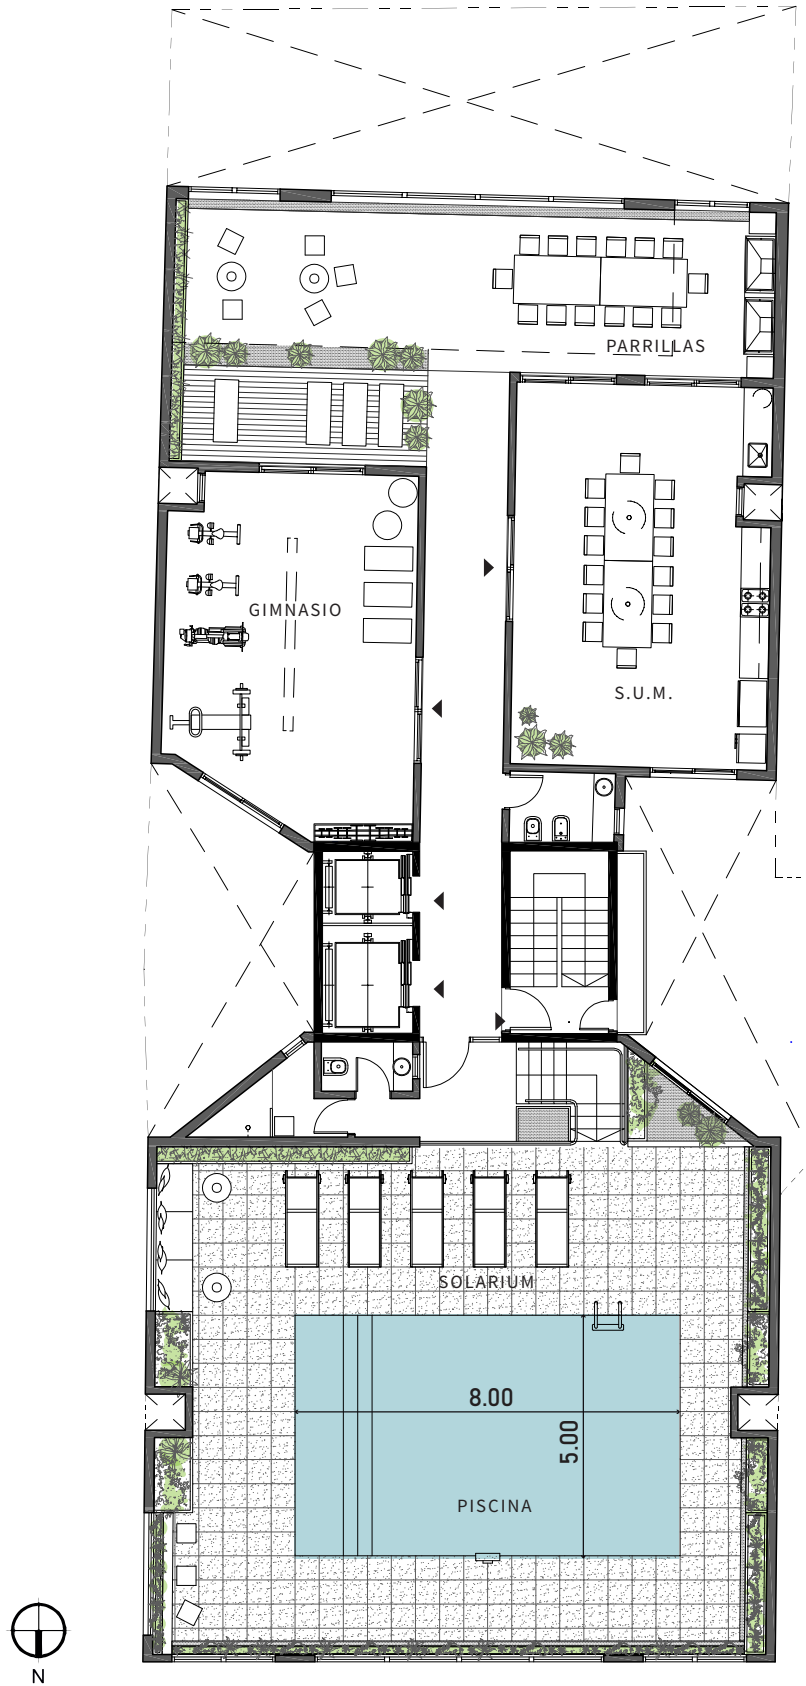 PARRILLAS
GIMNASIO
S.U.M.
SOLARIUM
8.00
5.00
PISCINA
N